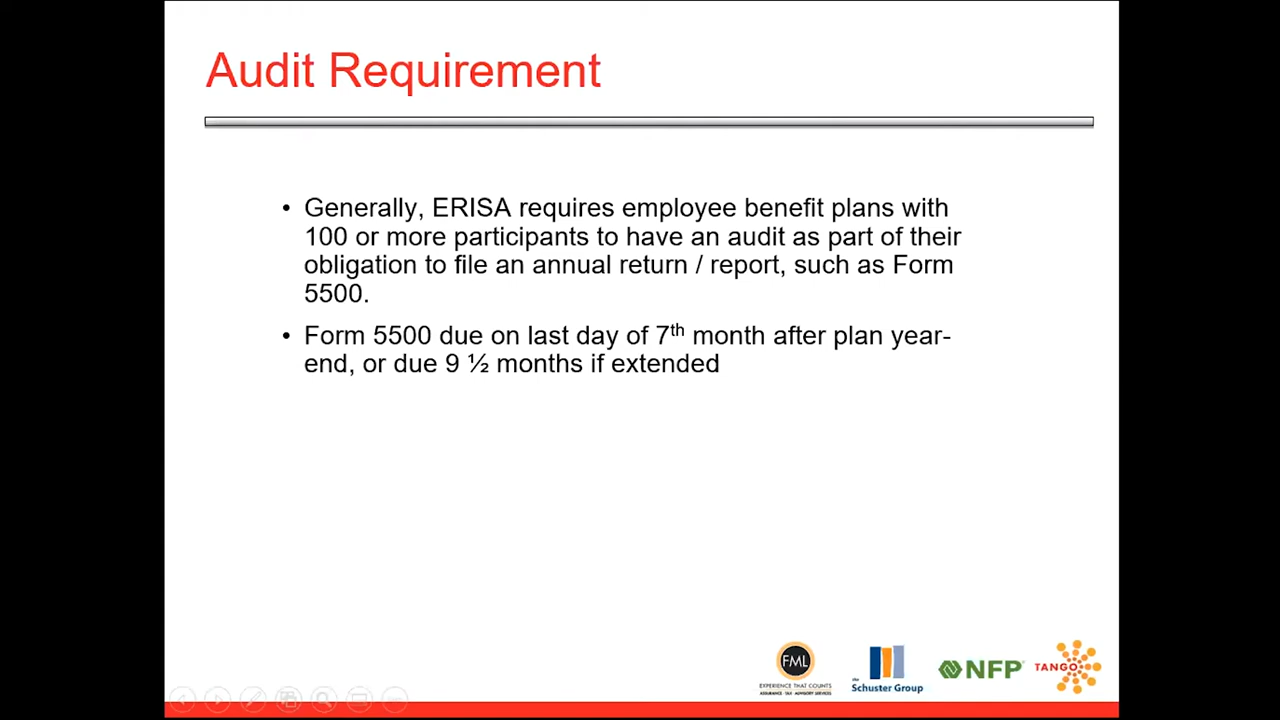 Audit Requirement
• Generally, ERISA requires employee benefit plans with
100 or more participants to have an audit as part of their
obligation to file an annual return / report, such as Form
5500.
• Form 5500 due on last day of 7th month after plan year-
end, or due 9 ½ months if extended
FML
EXPERIENCE THAT COUNTS
ASSURANCE · TAX · ADVISORY SERVICES
the
Schuster Group
NFP
TANGO